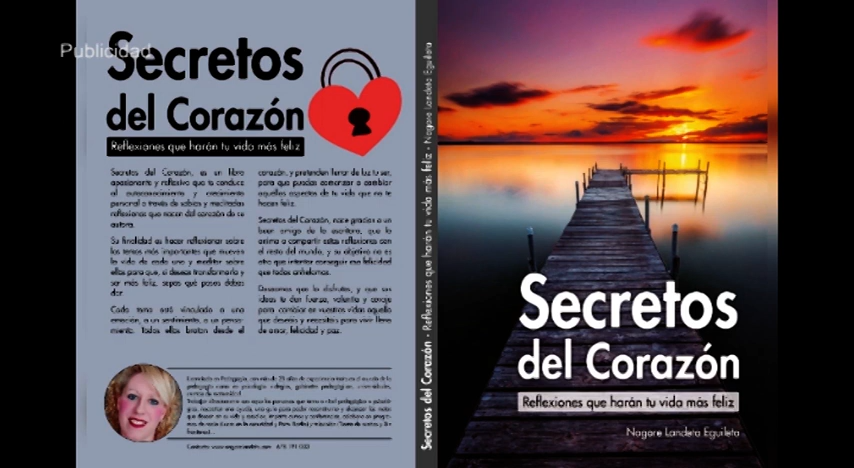 Publicidad
Secretos
del Corazón
Reflexiones que harán tu vida más feliz
Secretos del Corazón, es un libro
apasionante y reflexivo que te conduce
al autoconocimiento y crecimiento
personal a través de sabias y meditadas
reflexiones que nacen del corazón de su
autora.
Su finalidad es hacer reflexionar sobre
los temas más importantes que mueven
la vida de cada uno y meditar sobre
ellos para que, si deseas transformarla y
ser más feliz, sepas qué pasos debes
dar.
Cada tema está vinculado a una
emoción, a un sentimiento, a un pensa-
miento. Todos ellos brotan desde el
corazón, y pretenden llenar de luz tu ser,
para que puedas comenzar a cambiar
aquellos aspectos de tu vida que no te
hacen feliz.
Secretos del Corazón, nace gracias a un
buen amigo de la escritora, que la
anima a compartir estas reflexiones con
el resto del mundo, y su objetivo no es
otro que intentar conseguir esa felicidad
que todos anhelamos.
Deseamos que lo disfrutes, y que sus
ideas te den fuerza, valentía y coraje
para cambiar en vuestras vidas aquello
que deseáis y necesitáis para vivir llenos
de amor, felicidad y paz.
Secretos del Corazón - Reflexiones que harán tu vida más feliz - Nagore Landeta Eguileta
Secretos
del Corazón
Reflexiones que harán tu vida más feliz
Nagore Landeta Eguileta